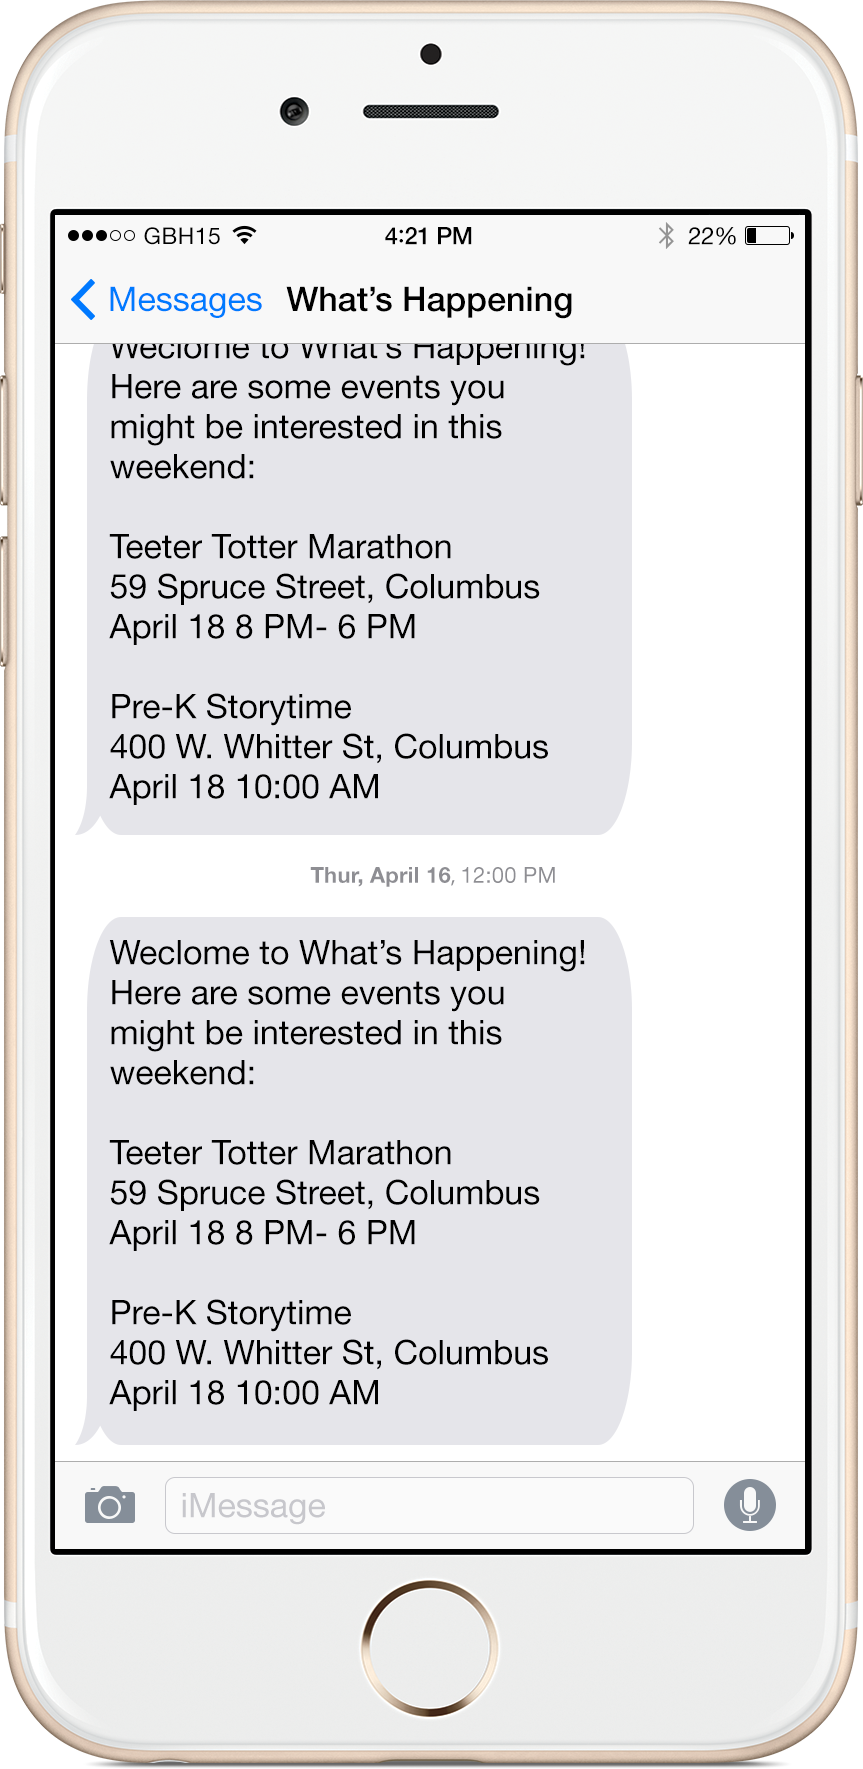 GBH15 4:21 PM 22%
Messages What's Happening
Weclome to What's Happening!
Here are some events you
might be interested in this
weekend:
Teeter Totter Marathon
59 Spruce Street, Columbus
April 18 8 PM- 6 PM
Pre-K Storytime
400 W. Whitter St, Columbus
April 18 10:00 AM
Thur, April 16, 12:00 PM
Weclome to What's Happening!
Here are some events you
might be interested in this
weekend:
Teeter Totter Marathon
59 Spruce Street, Columbus
April 18 8 PM- 6 PM
Pre-K Storytime
400 W. Whitter St, Columbus
April 18 10:00 AM
iMessage